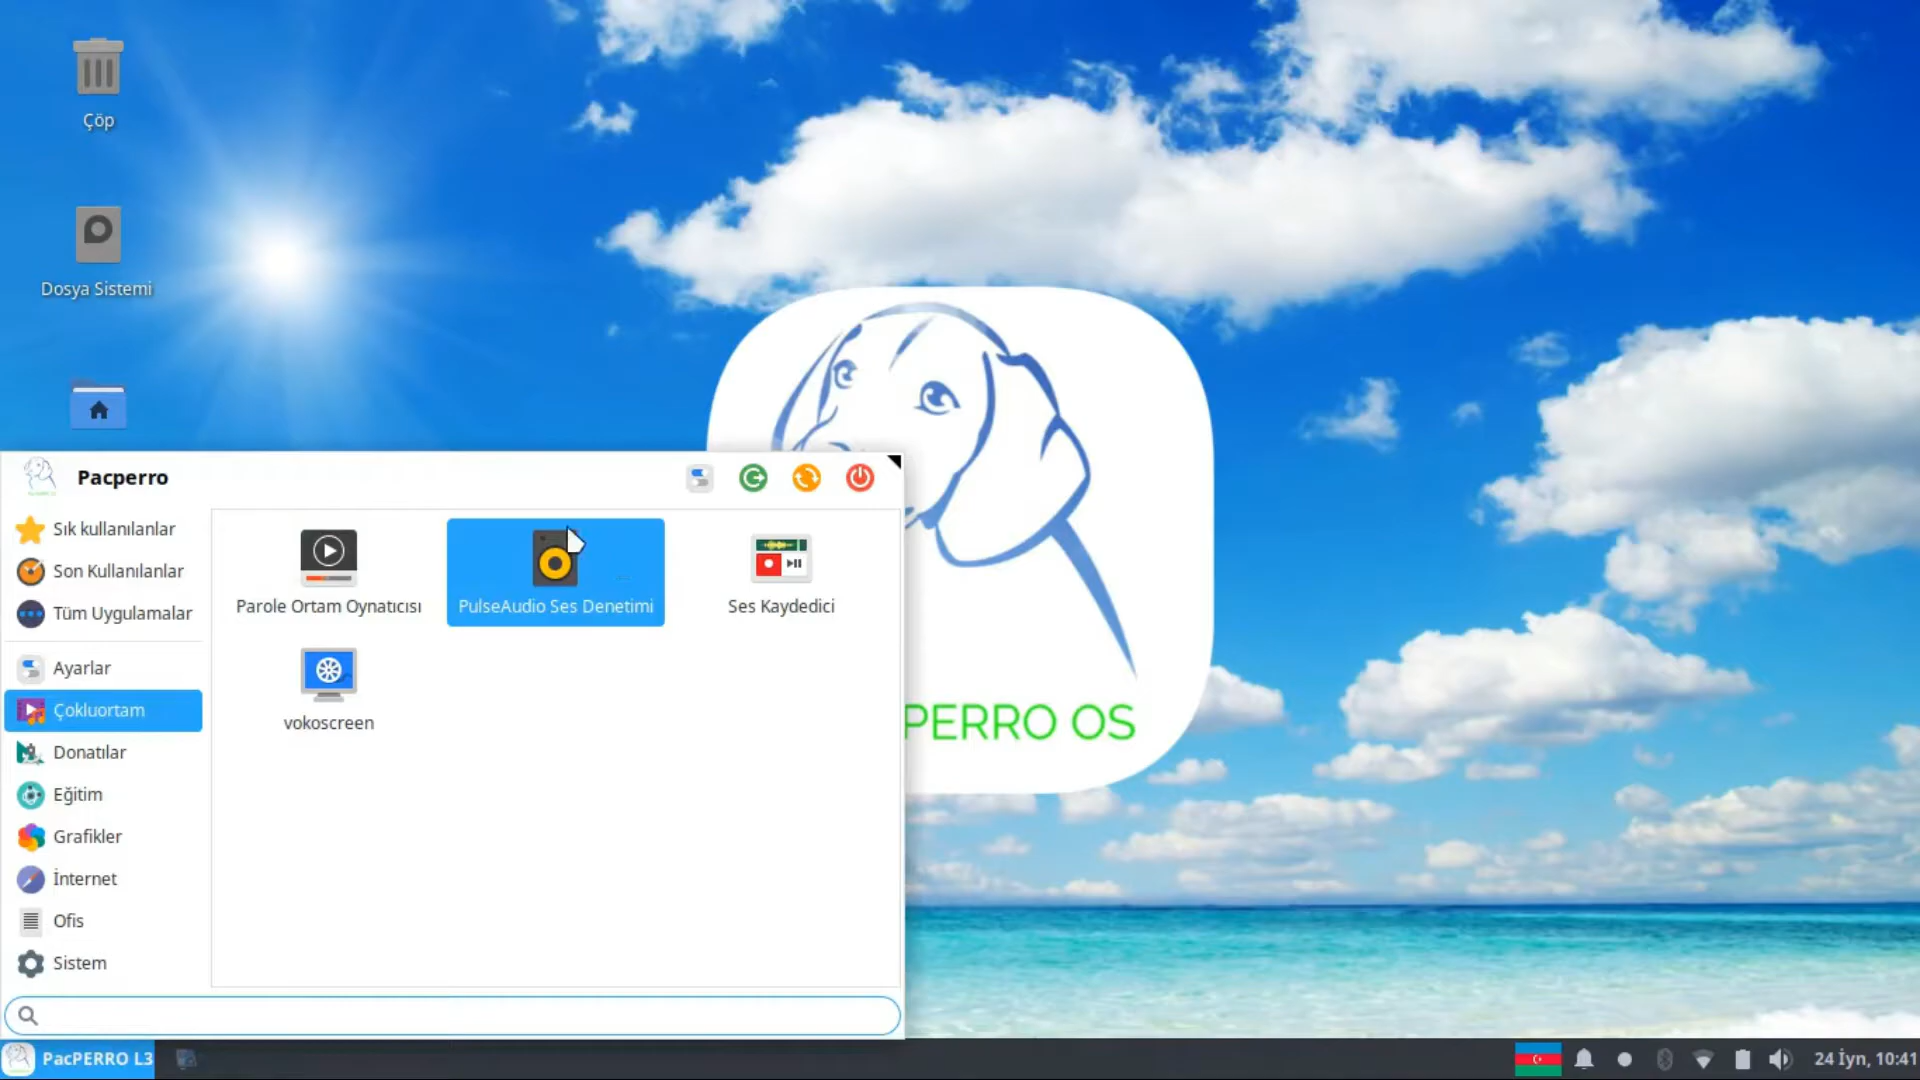 Çöp
Dosya Sistemi
Pacperro
Sık kullanılanlar
Son Kullanılanlar
Tüm Uygulamalar
Ayarlar
Çokluortam
Donatılar
Eğitim
Grafikler
İnternet
Ofis
Sistem
Parole Ortam Oynatıcısı
PulseAudio Ses Denetimi
Ses Kaydedici
vokoscreen
PERRO OS
PacPERRO L3
24 İyn, 10:41